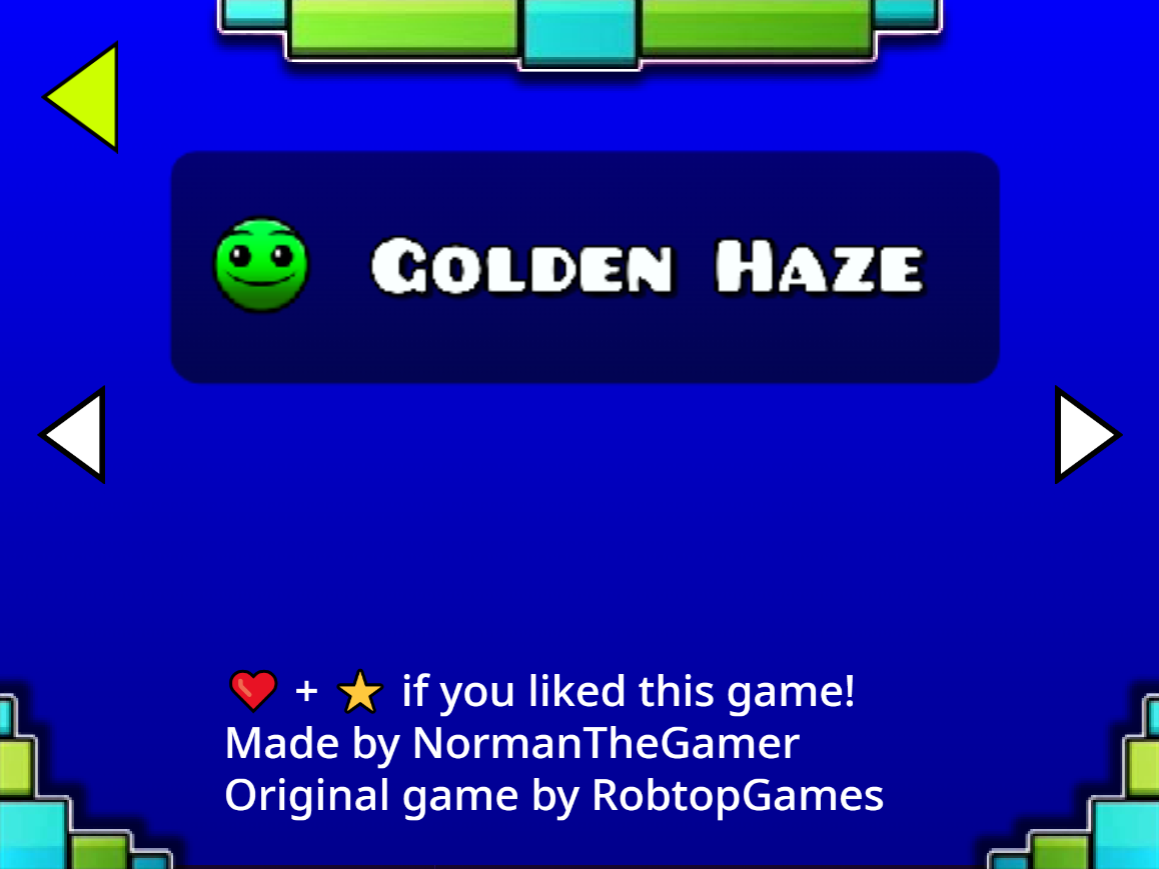 Golden Haze
❤️ + ⭐ if you liked this game!
Made by NormanTheGamer
Original game by RobtopGames